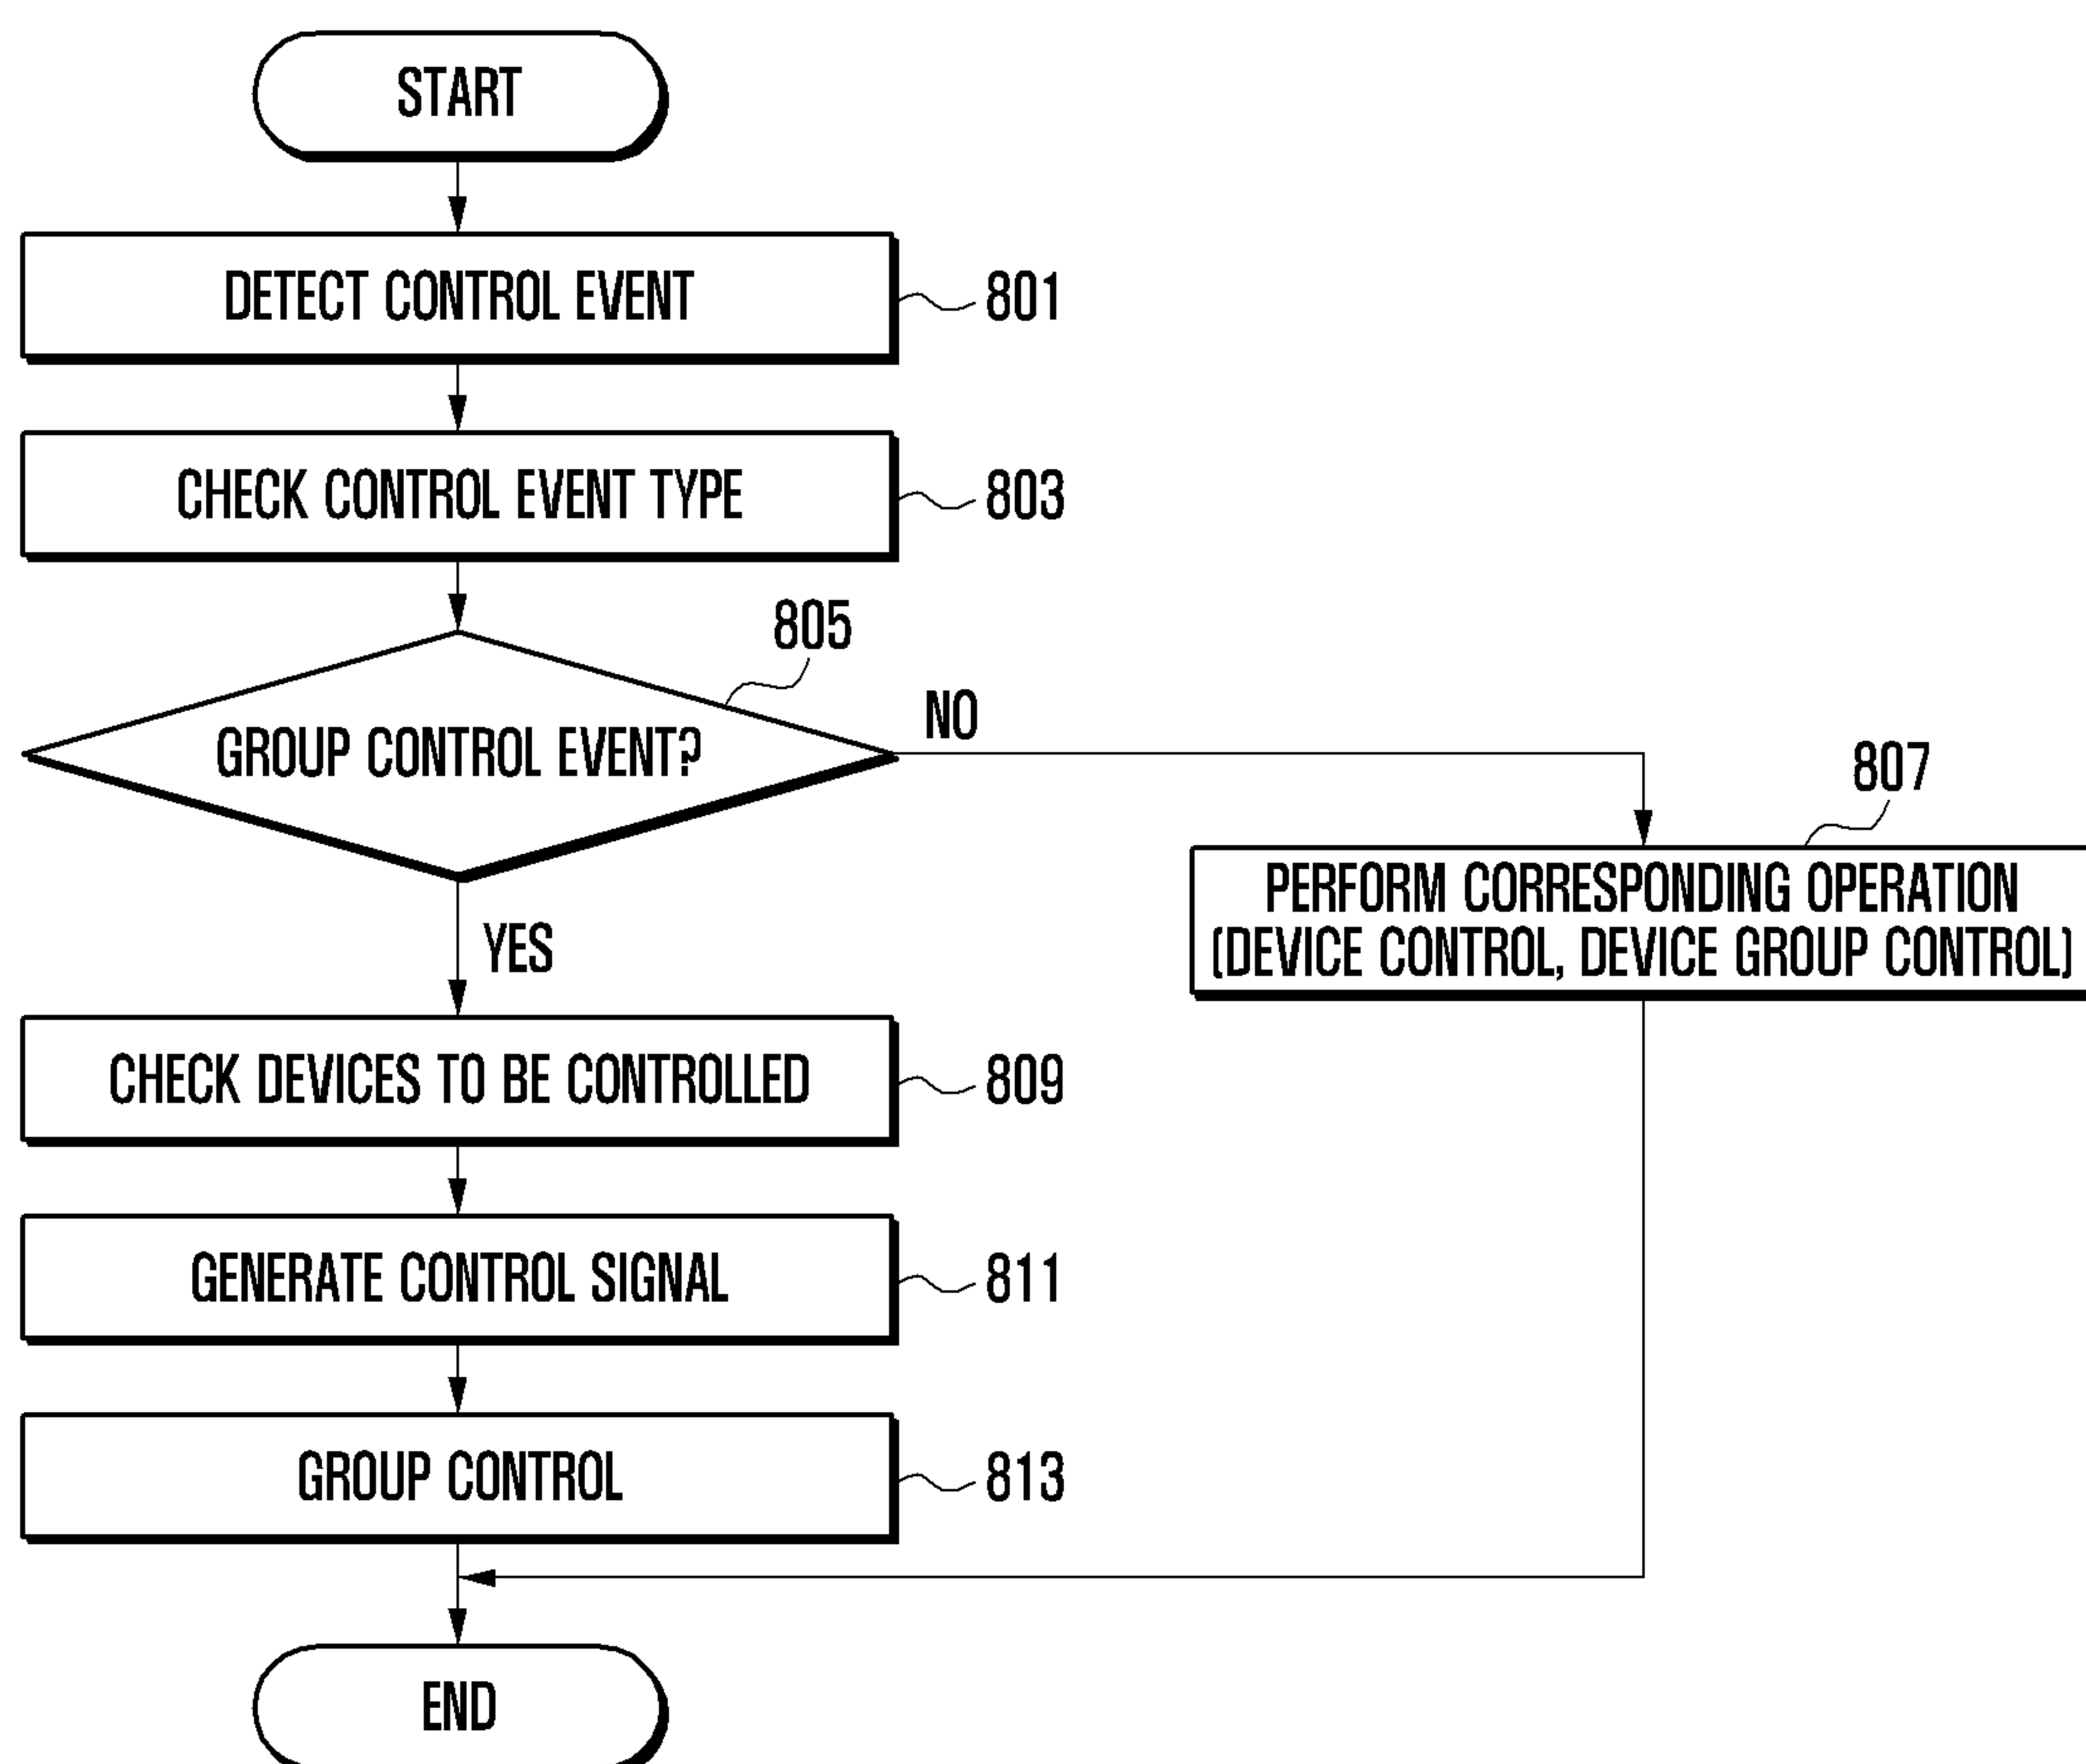 START
DETECT CONTROL EVENT
801
CHECK CONTROL EVENT TYPE
803
805
GROUP CONTROL EVENT?
NO
807
PERFORM CORRESPONDING OPERATION
(DEVICE CONTROL, DEVICE GROUP CONTROL)
YES
CHECK DEVICES TO BE CONTROLLED
809
GENERATE CONTROL SIGNAL
811
GROUP CONTROL
813
END